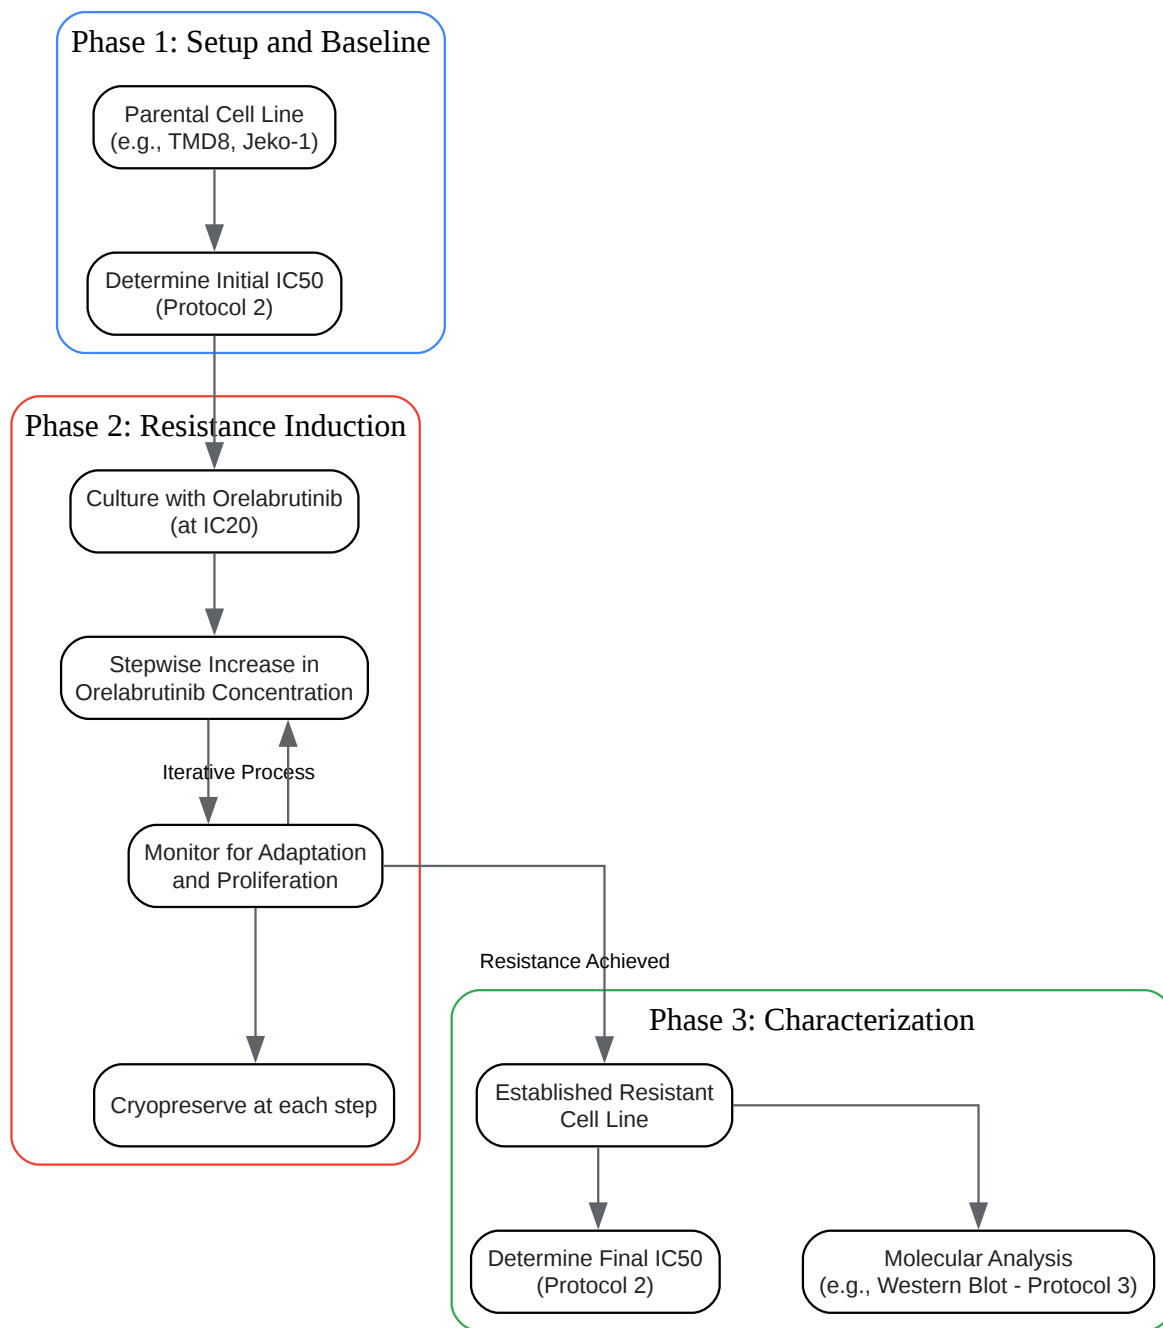 Phase 1: Setup and Baseline
Parental Cell Line
(e.g., TMD8, Jeko-1)
Determine Initial IC50
(Protocol 2)
Phase 2: Resistance Induction
Culture with Orelabrutinib
(at IC20)
Stepwise Increase in
Orelabrutinib Concentration
Iterative Process
Monitor for Adaptation
and Proliferation
Resistance Achieved
Cryopreserve at each step
Phase 3: Characterization
Established Resistant
Cell Line
Determine Final IC50
(Protocol 2)
Molecular Analysis
(e.g., Western Blot - Protocol 3)